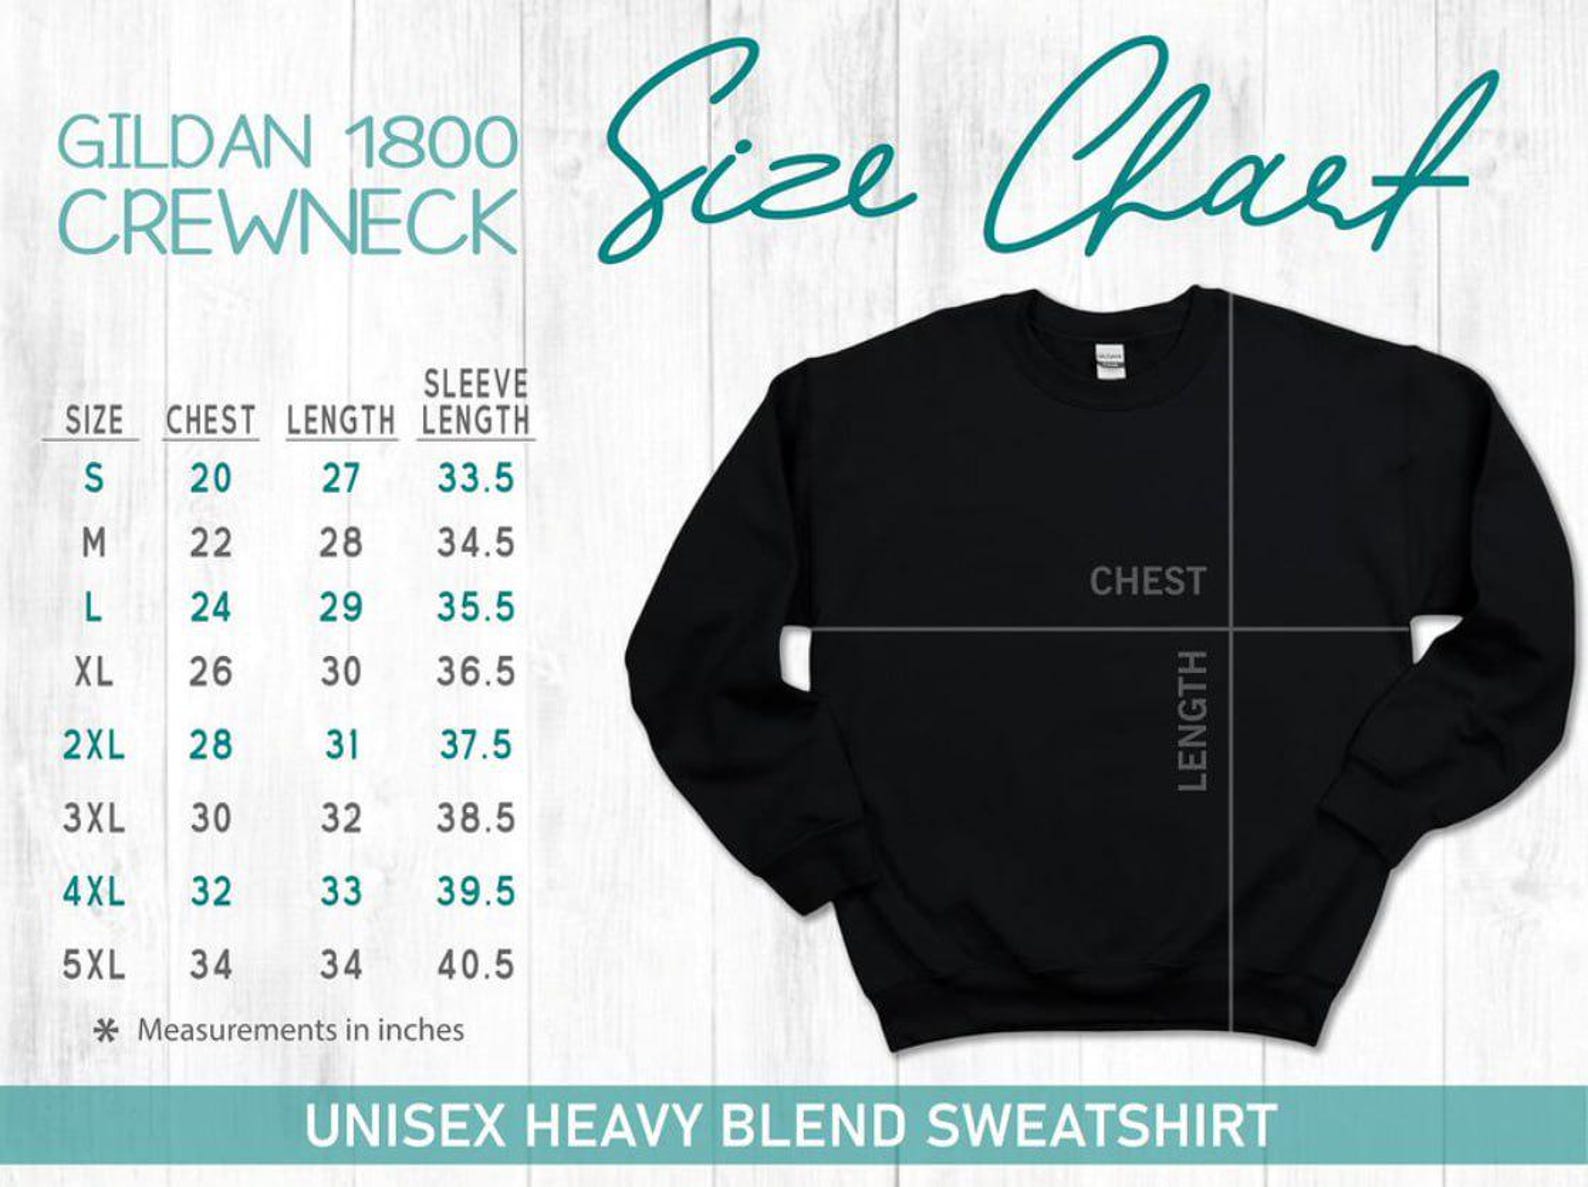 GILDAN 1800
CREWNECK
Size Chart
SIZE CHEST LENGTH SLEEVE LENGTH
S 20 27 33.5
M 22 28 34.5
L 24 29 35.5
XL 26 30 36.5
2XL 28 31 37.5
3XL 30 32 38.5
4XL 32 33 39.5
5XL 34 34 40.5
* Measurements in inches
CHEST
LENGTH
UNISEX HEAVY BLEND SWEATSHIRT